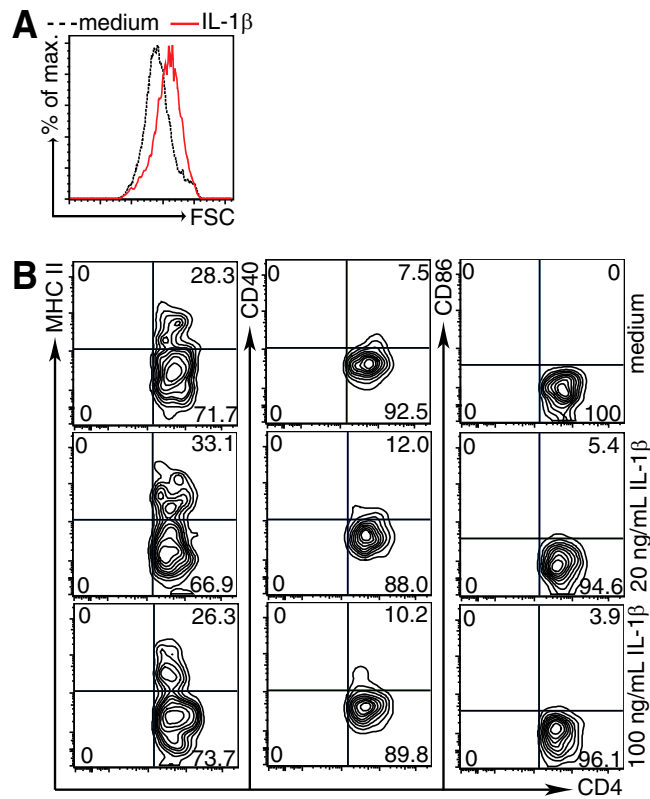 A
medium IL-1β
% of max.
FSC
B
MHC II
CD40
CD86
0 28.3
0 71.7
0 7.5
0 92.5
0 0
0 100
medium
0 33.1
0 66.9
0 12.0
0 88.0
0 5.4
0 94.6
20 ng/mL IL-1β
0 26.3
0 73.7
0 10.2
0 89.8
0 3.9
0 96.1
100 ng/mL IL-1β
CD4